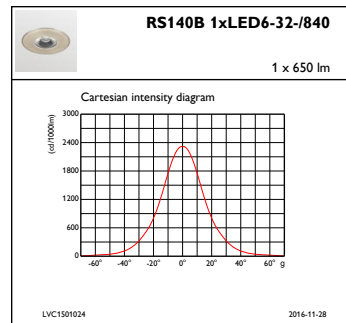 RS140B 1xLED6-32-/840
1 x 650 lm
Cartesian intensity diagram
(cd/1000lm)
3000
2400
1800
1200
600
0
-60° -40° -20° 0° 20° 40° 60° g
LVC1501024 2016-11-28